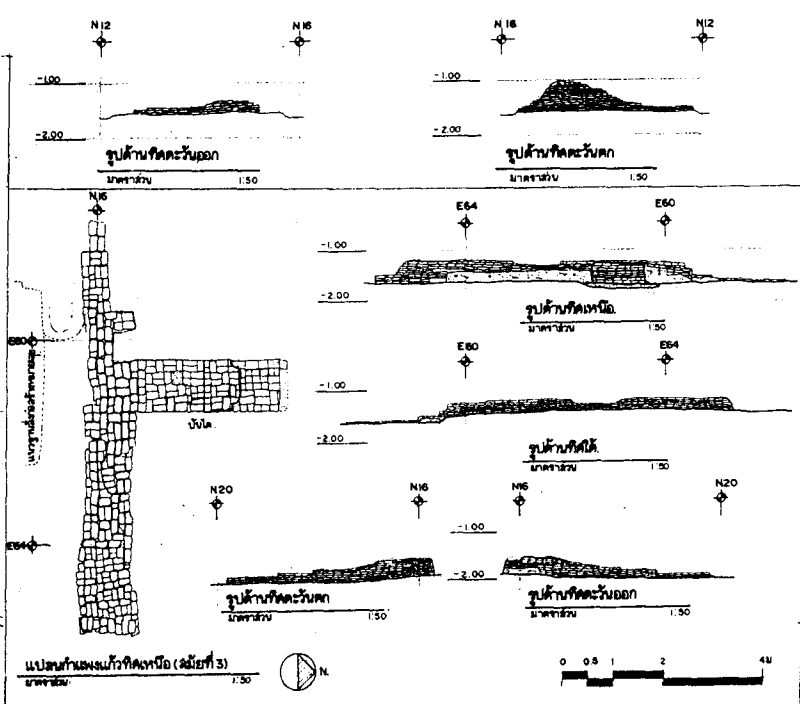 N12 N16 N16 N12
-1.00 -1.00
-2.00 -2.00
รูปด้านทิศตะวันออก รูปด้านทิศตะวันตก
มาตราส่วน 1:50 มาตราส่วน 1:50
N16
E64 E60
-1.00
-2.00
รูปด้านทิศเหนือ.
มาตราส่วน 1:50
E60
E60 E64
-1.00
บันได
-2.00
รูปด้านทิศใต้.
มาตราส่วน 1:50
N20 N16 N16 N20
-1.00
E64
-2.00
รูปด้านทิศตะวันตก รูปด้านทิศตะวันออก
มาตราส่วน 1:50 มาตราส่วน 1:50
แปลนกำแพงแก้วทิศเหนือ (สมัยที่ 3)
มาตราส่วน 1:50
N.
0 0.5 1 2 4ม